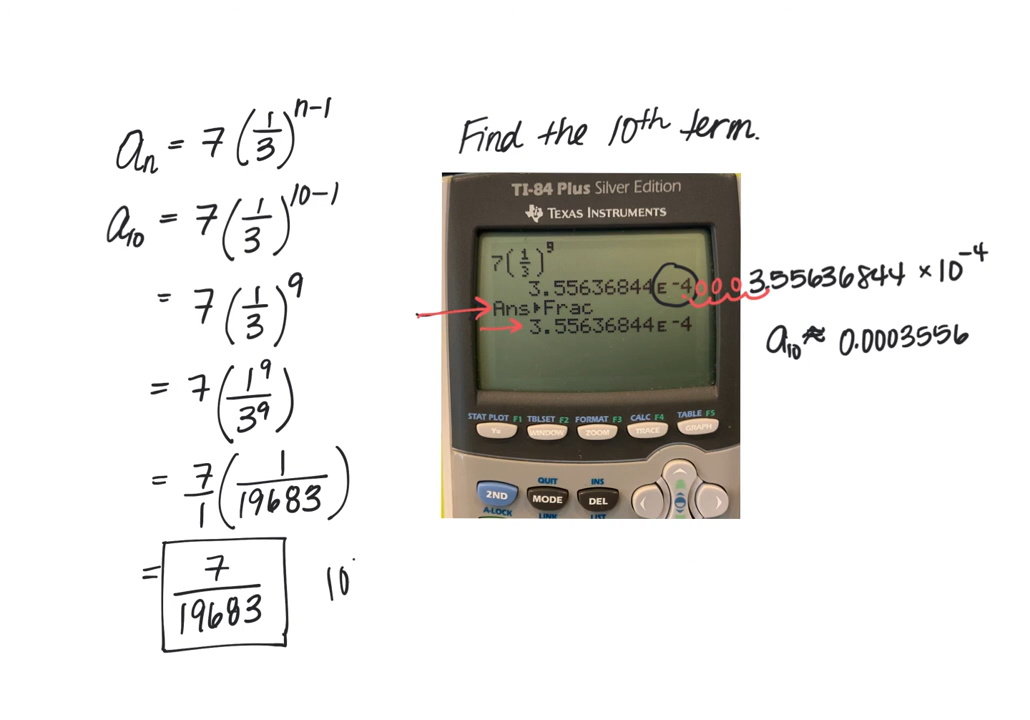 aₙ = 7(1/3)ⁿ⁻¹
a₁₀ = 7(1/3)¹⁰⁻¹
= 7(1/3)⁹
= 7(1⁹/3⁹)
= 7/1(1/19683)
= 7/19683
10
Find the 10th term.
TI-84 Plus Silver Edition
TEXAS INSTRUMENTS
7(1/3)⁹
3.55636844E-4
Ans▸Frac
3.55636844E-4
0003.55636844 × 10⁻⁴
a₁₀ ≈ 0.0003556
STAT PLOT F1 TBLSET F2 FORMAT F3 CALC F4 TABLE F5
Y= WINDOW ZOOM TRACE GRAPH
QUIT INS
2ND MODE DEL
A-LOCK LINK LIST